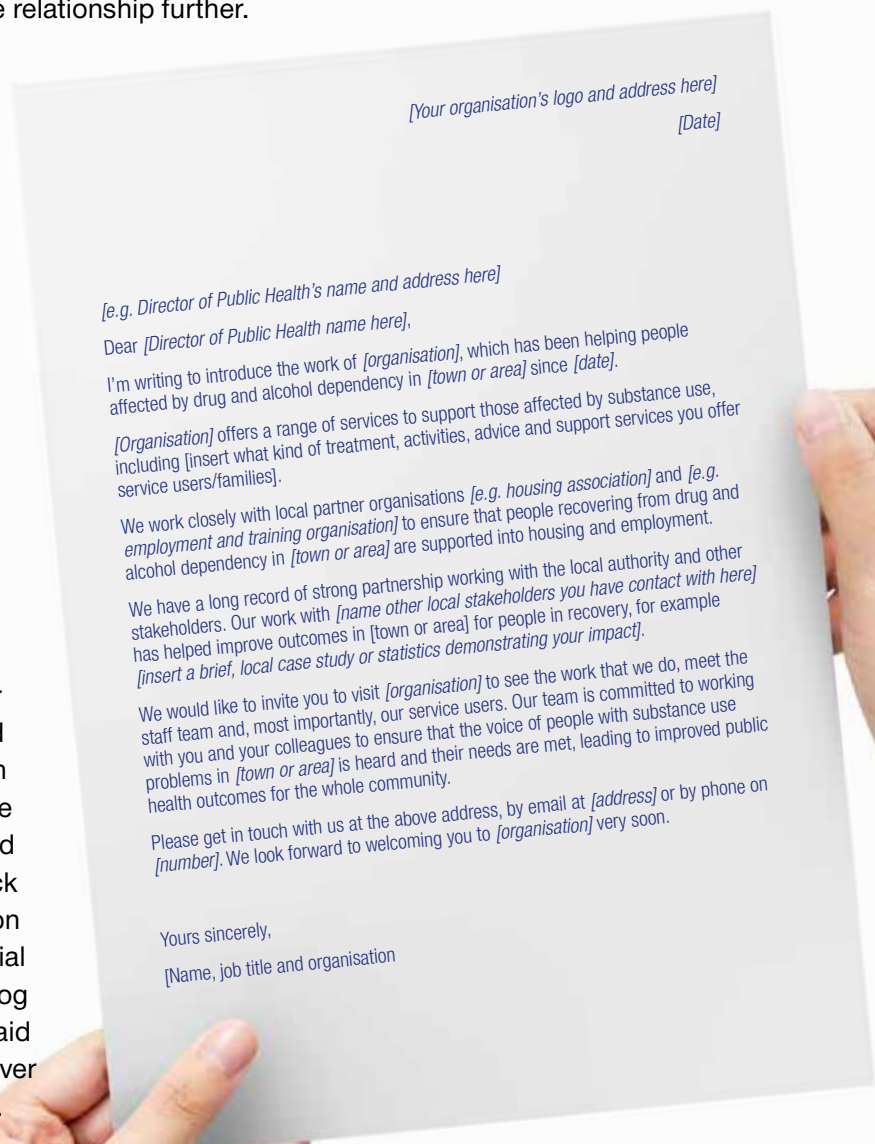 e relationship further.
[Your organisation's logo and address here]
[Date]
[e.g. Director of Public Health's name and address here]
Dear [Director of Public Health name here],
I'm writing to introduce the work of [organisation], which has been helping people
affected by drug and alcohol dependency in [town or area] since [date].
[Organisation] offers a range of services to support those affected by substance use,
including [insert what kind of treatment, activities, advice and support services you offer
service users/families].
We work closely with local partner organisations [e.g. housing association] and [e.g.
employment and training organisation] to ensure that people recovering from drug and
alcohol dependency in [town or area] are supported into housing and employment.
We have a long record of strong partnership working with the local authority and other
stakeholders. Our work with [name other local stakeholders you have contact with here]
has helped improve outcomes in [town or area] for people in recovery, for example
[insert a brief, local case study or statistics demonstrating your impact].
We would like to invite you to visit [organisation] to see the work that we do, meet the
staff team and, most importantly, our service users. Our team is committed to working
with you and your colleagues to ensure that the voice of people with substance use
problems in [town or area] is heard and their needs are met, leading to improved public
health outcomes for the whole community.
Please get in touch with us at the above address, by email at [address] or by phone on
[number]. We look forward to welcoming you to [organisation] very soon.
Yours sincerely,
[Name, job title and organisation
d
n
e
d
ck
on
ial
og
aid
ver